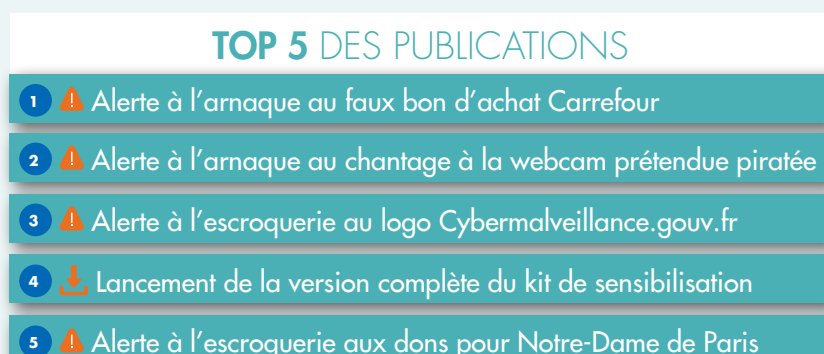 TOP 5 DES PUBLICATIONS
1 Alerte à l'arnaque au faux bon d'achat Carrefour
2 Alerte à l'arnaque au chantage à la webcam prétendue piratée
3 Alerte à l'escroquerie au logo Cybermalveillance.gouv.fr
4 Lancement de la version complète du kit de sensibilisation
5 Alerte à l'escroquerie aux dons pour Notre-Dame de Paris